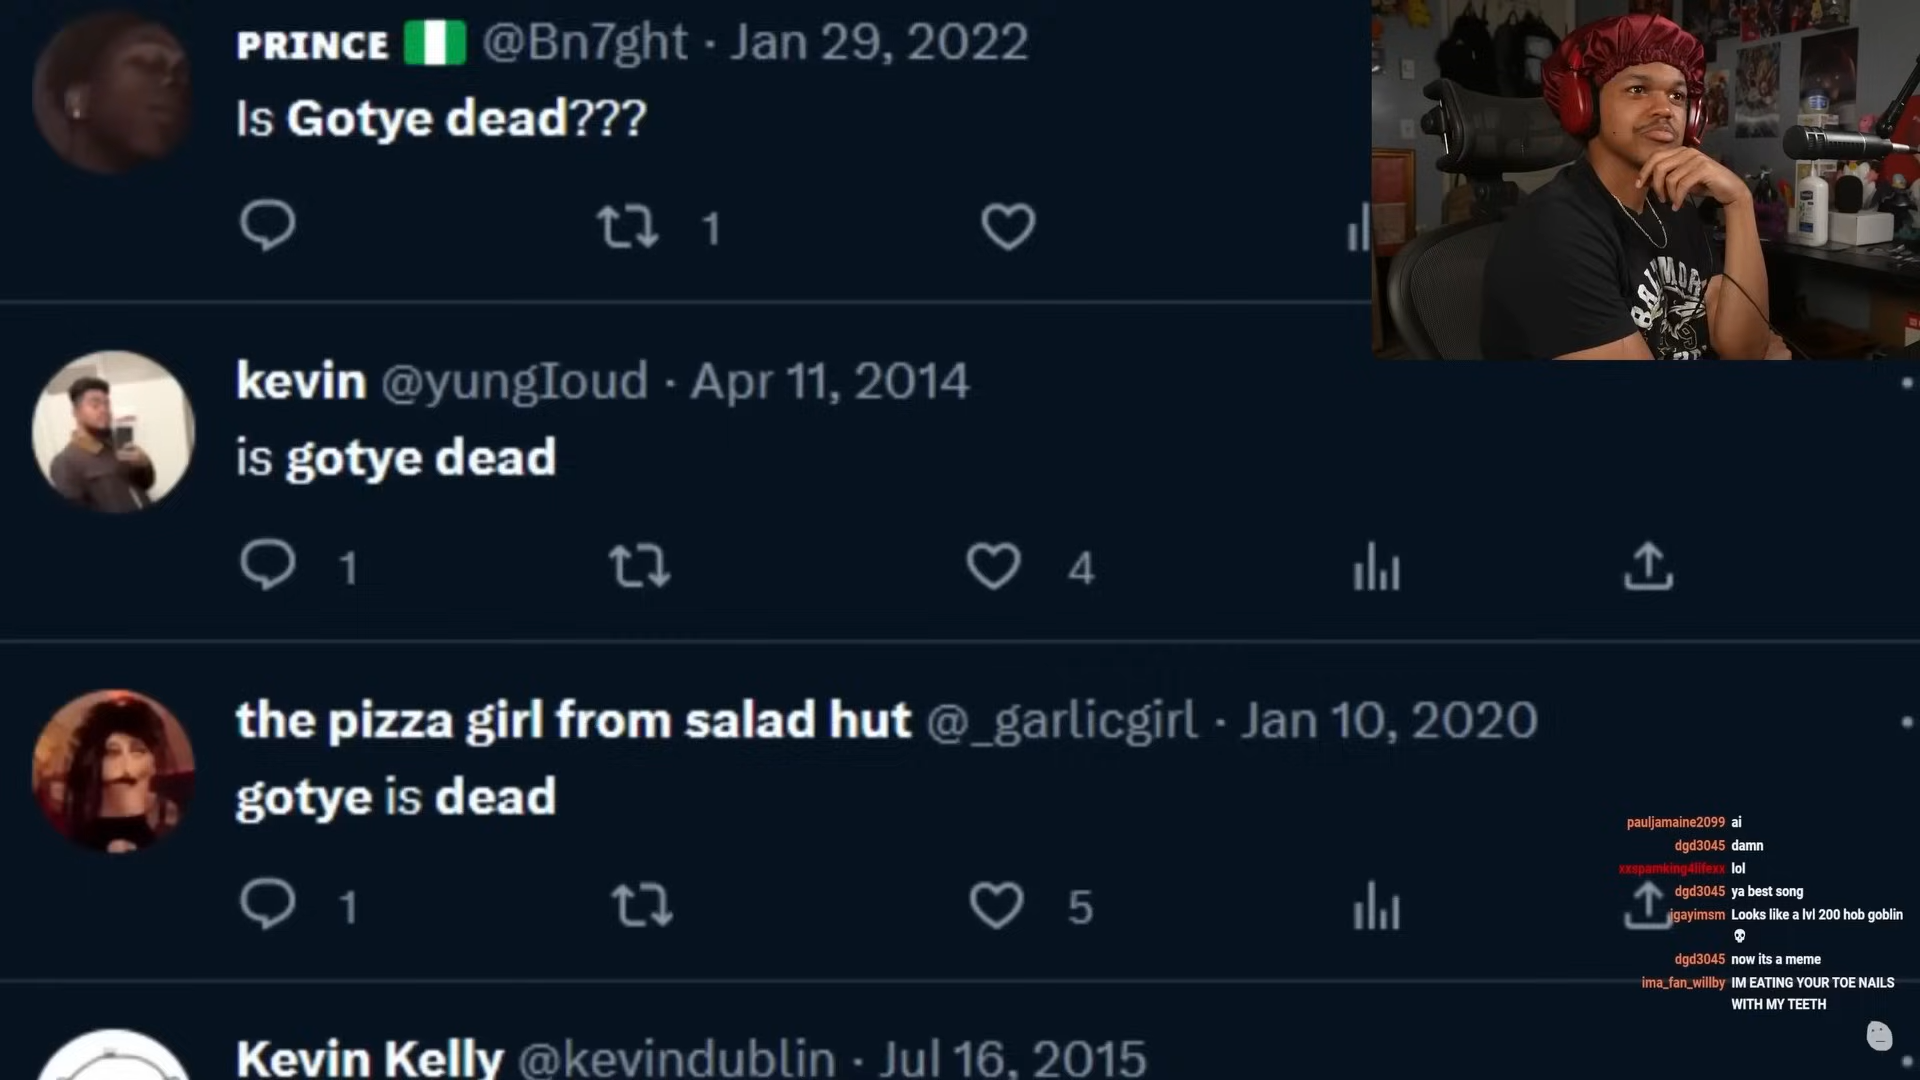 PRINCE @Bn7ght · Jan 29, 2022
Is Gotye dead???
1
kevin @yungIoud · Apr 11, 2014
is gotye dead
1 4
the pizza girl from salad hut @_garlicgirl · Jan 10, 2020
gotye is dead
1 5
Kevin Kelly @kevindublin · Jul 16, 2015
pauljamaine2099 ai
dgd3045 damn
xxspamking4lifexx lol
dgd3045 ya best song
igayimsm Looks like a lvl 200 hob goblin
dgd3045 now its a meme
ima_fan_willby IM EATING YOUR TOE NAILS
WITH MY TEETH